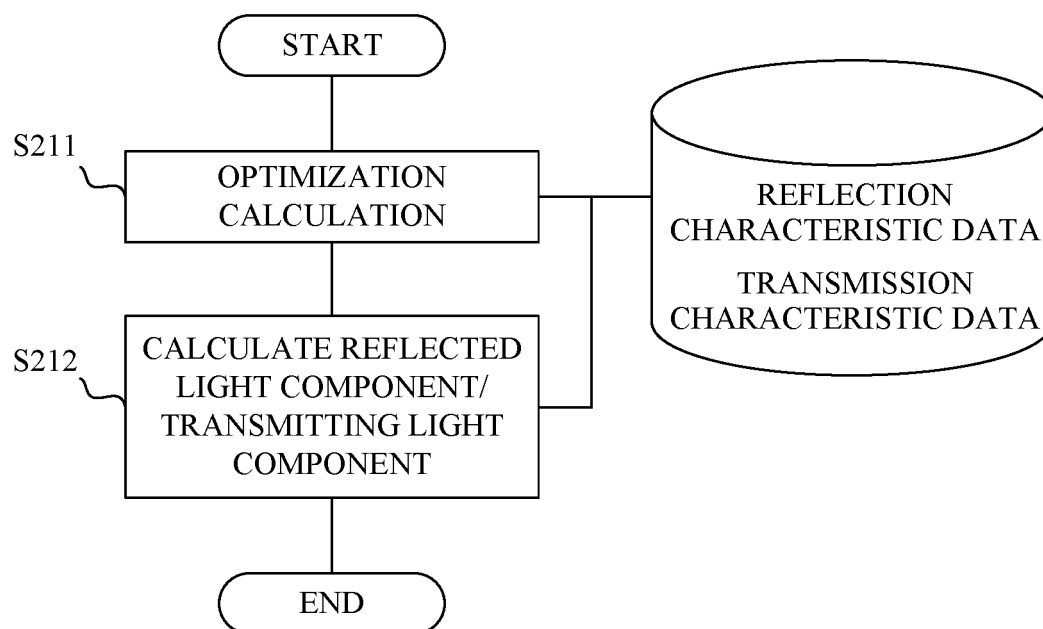 START
S211
OPTIMIZATION
CALCULATION
REFLECTION
CHARACTERISTIC DATA
TRANSMISSION
CHARACTERISTIC DATA
S212
CALCULATE REFLECTED
LIGHT COMPONENT/
TRANSMITTING LIGHT
COMPONENT
END